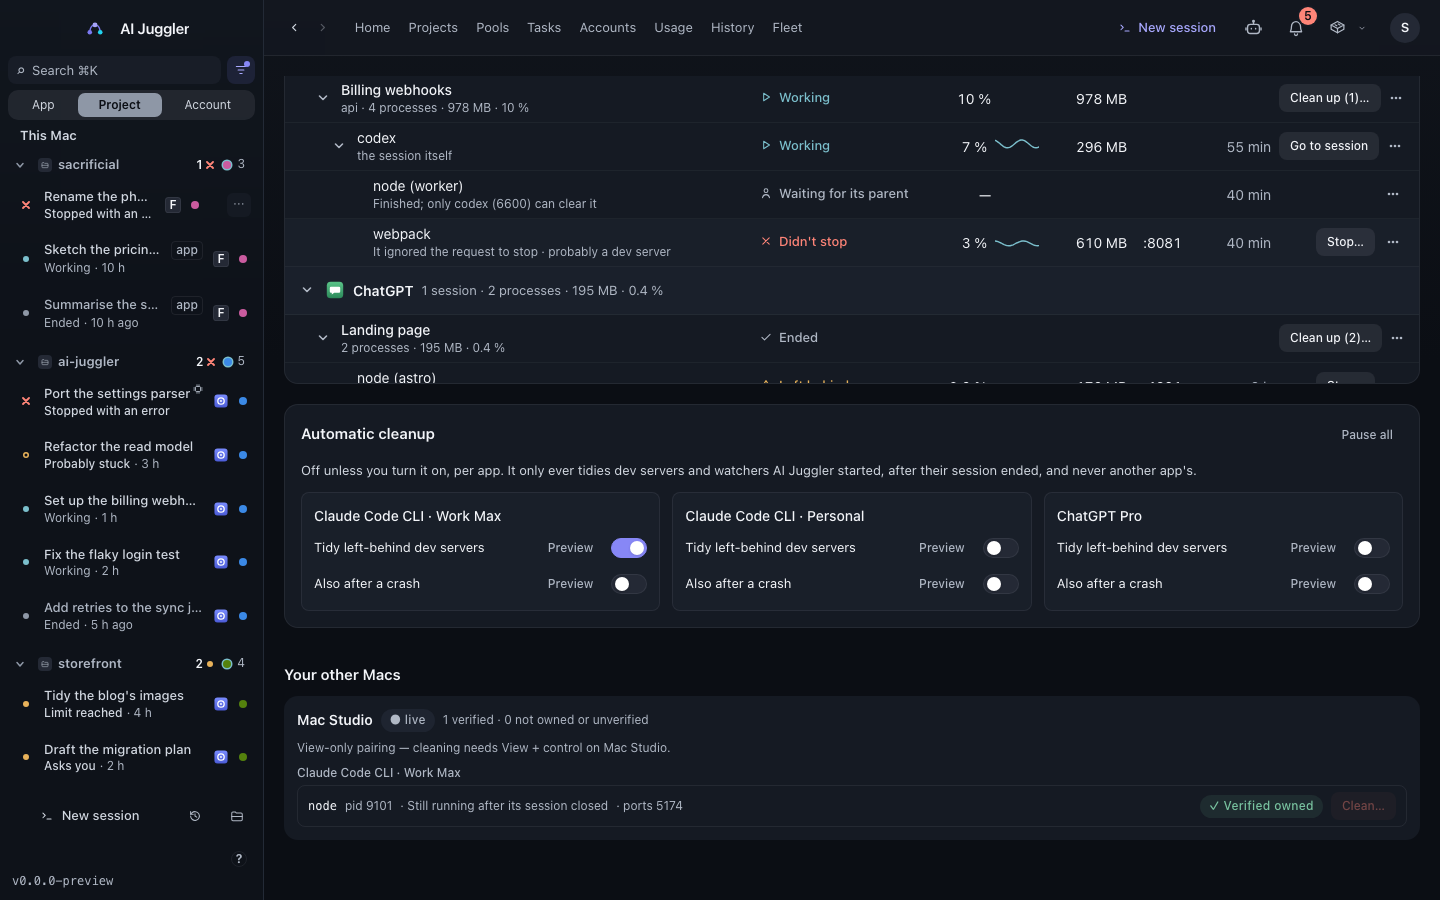 AI Juggler
Search ⌘K
App Project Account
This Mac
sacrificial 1 3
Rename the ph... F
Stopped with an ...
Sketch the pricin... app F
Working · 10 h
Summarise the s... app F
Ended · 10 h ago
ai-juggler 2 5
Port the settings parser
Stopped with an error
Refactor the read model
Probably stuck · 3 h
Set up the billing webh...
Working · 1 h
Fix the flaky login test
Working · 2 h
Add retries to the sync j...
Ended · 5 h ago
storefront 2 4
Tidy the blog's images
Limit reached · 4 h
Draft the migration plan
Asks you · 2 h
New session
?
v0.0.0-preview
Home Projects Pools Tasks Accounts Usage History Fleet New session 5 S
Billing webhooks Working 10 % 978 MB Clean up (1)...
api · 4 processes · 978 MB · 10 %
codex Working 7 % 296 MB 55 min Go to session
the session itself
node (worker) Waiting for its parent — 40 min
Finished; only codex (6600) can clear it
webpack Didn't stop 3 % 610 MB :8081 40 min Stop...
It ignored the request to stop · probably a dev server
ChatGPT 1 session · 2 processes · 195 MB · 0.4 %
Landing page Ended Clean up (2)...
2 processes · 195 MB · 0.4 %
node (astro)
Automatic cleanup Pause all
Off unless you turn it on, per app. It only ever tidies dev servers and watchers AI Juggler started, after their session ended, and never another app's.
Claude Code CLI · Work Max
Tidy left-behind dev servers Preview
Also after a crash Preview
Claude Code CLI · Personal
Tidy left-behind dev servers Preview
Also after a crash Preview
ChatGPT Pro
Tidy left-behind dev servers Preview
Also after a crash Preview
Your other Macs
Mac Studio live 1 verified · 0 not owned or unverified
View-only pairing — cleaning needs View + control on Mac Studio.
Claude Code CLI · Work Max
node pid 9101 · Still running after its session closed · ports 5174 ✓ Verified owned Clean...